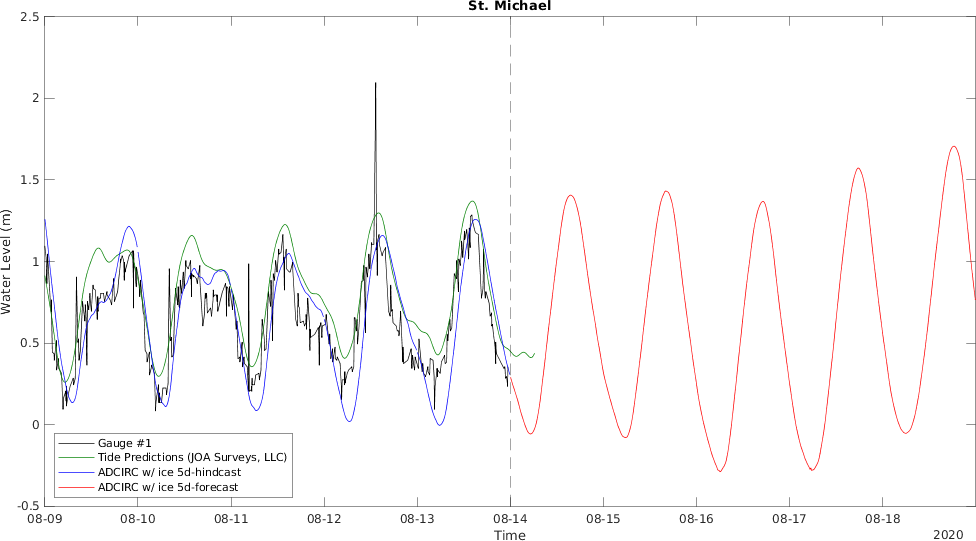 St. Michael
2.5
2
1.5
1
0.5
0
-0.5
Water Level (m)
Gauge #1
Tide Predictions (JOA Surveys, LLC)
ADCIRC w/ ice 5d-hindcast
ADCIRC w/ ice 5d-forecast
08-09 08-10 08-11 08-12 08-13 08-14 08-15 08-16 08-17 08-18
Time
2020